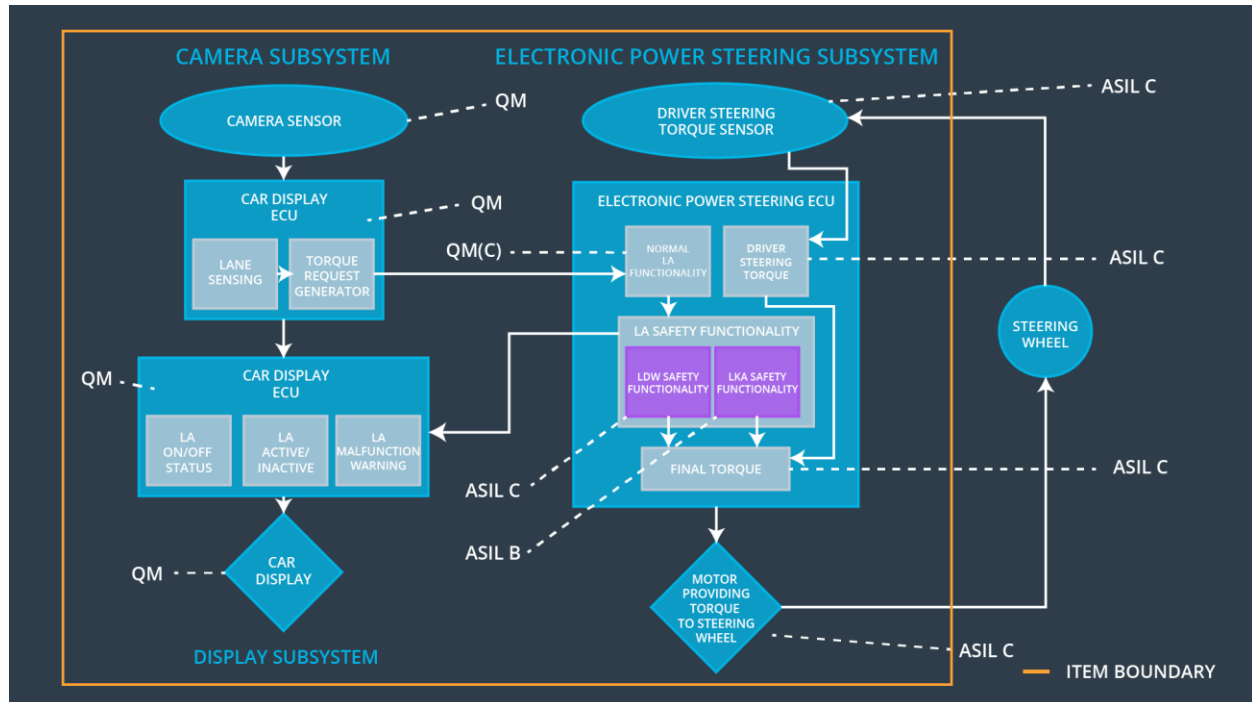 CAMERA SUBSYSTEM
ELECTRONIC POWER STEERING SUBSYSTEM
CAMERA SENSOR
QM
DRIVER STEERING
TORQUE SENSOR
ASIL C
CAR DISPLAY
ECU
QM
LANE
SENSING
TORQUE
REQUEST
GENERATOR
QM(C)
ELECTRONIC POWER STEERING ECU
NORMAL
LA
FUNCTIONALITY
DRIVER
STEERING
TORQUE
ASIL C
LA SAFETY FUNCTIONALITY
LDW SAFETY
FUNCTIONALITY
LKA SAFETY
FUNCTIONALITY
STEERING
WHEEL
QM
CAR DISPLAY
ECU
LA
ON/OFF
STATUS
LA
ACTIVE/
INACTIVE
LA
MALFUNCTION
WARNING
FINAL TORQUE
ASIL C
ASIL C
ASIL B
QM
CAR
DISPLAY
MOTOR
PROVIDING
TORQUE
TO STEERING
WHEEL
ASIL C
DISPLAY SUBSYSTEM
ITEM BOUNDARY